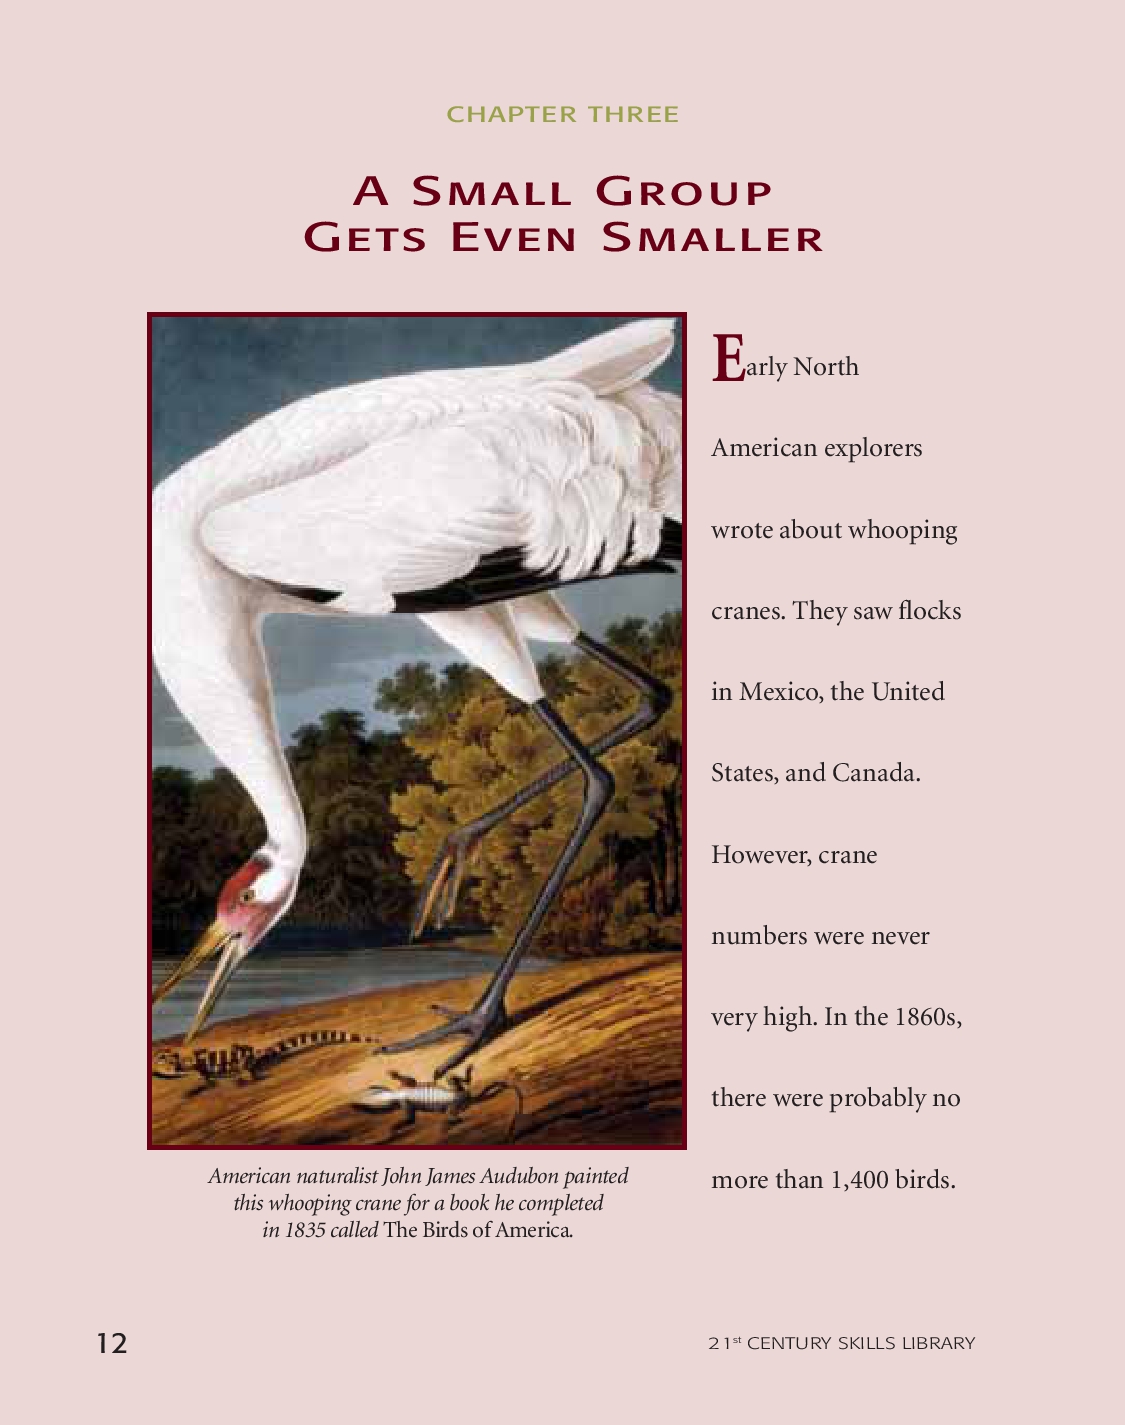 CHAPTER THREE
A SMALL GROUP
GETS EVEN SMALLER
Early North
American explorers
wrote about whooping
cranes. They saw flocks
in Mexico, the United
States, and Canada.
However, crane
numbers were never
very high. In the 1860s,
there were probably no
more than 1,400 birds.
American naturalist John James Audubon painted
this whooping crane for a book he completed
in 1835 called The Birds of America.
12
21st CENTURY SKILLS LIBRARY